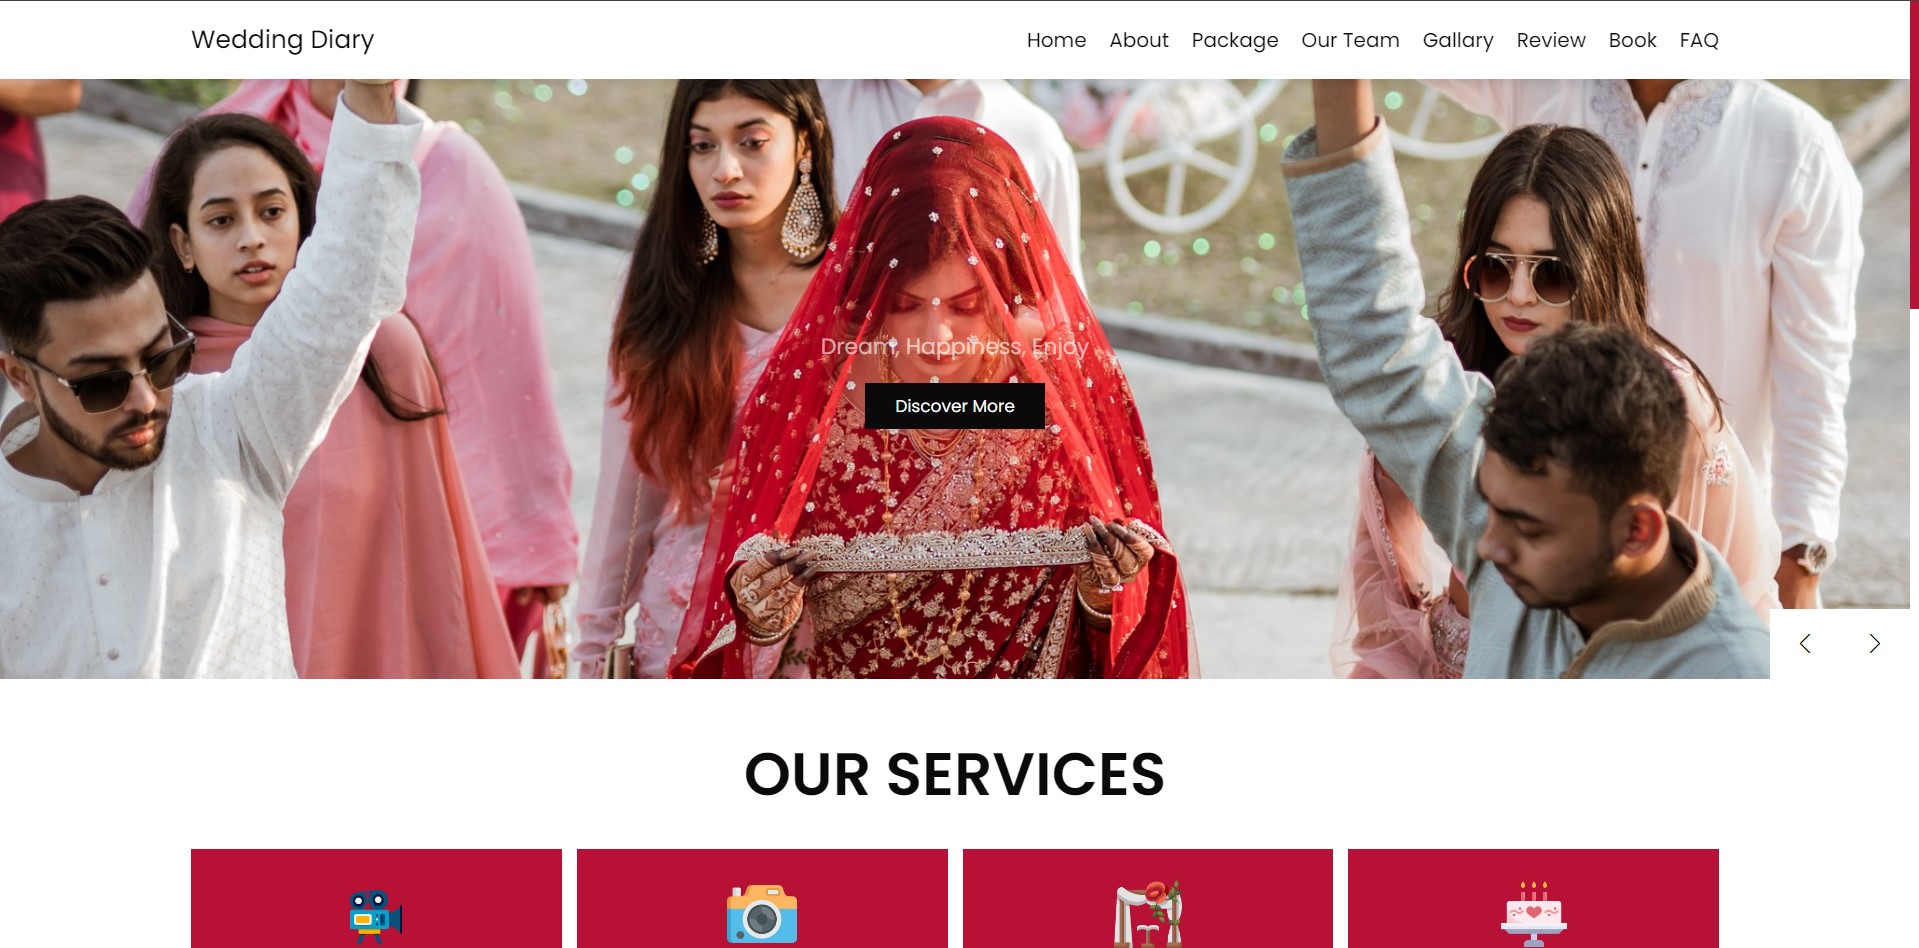 Wedding Diary
Home About Package Our Team Gallary Review Book FAQ
Dream, Happiness, Enjoy
Discover More
OUR SERVICES